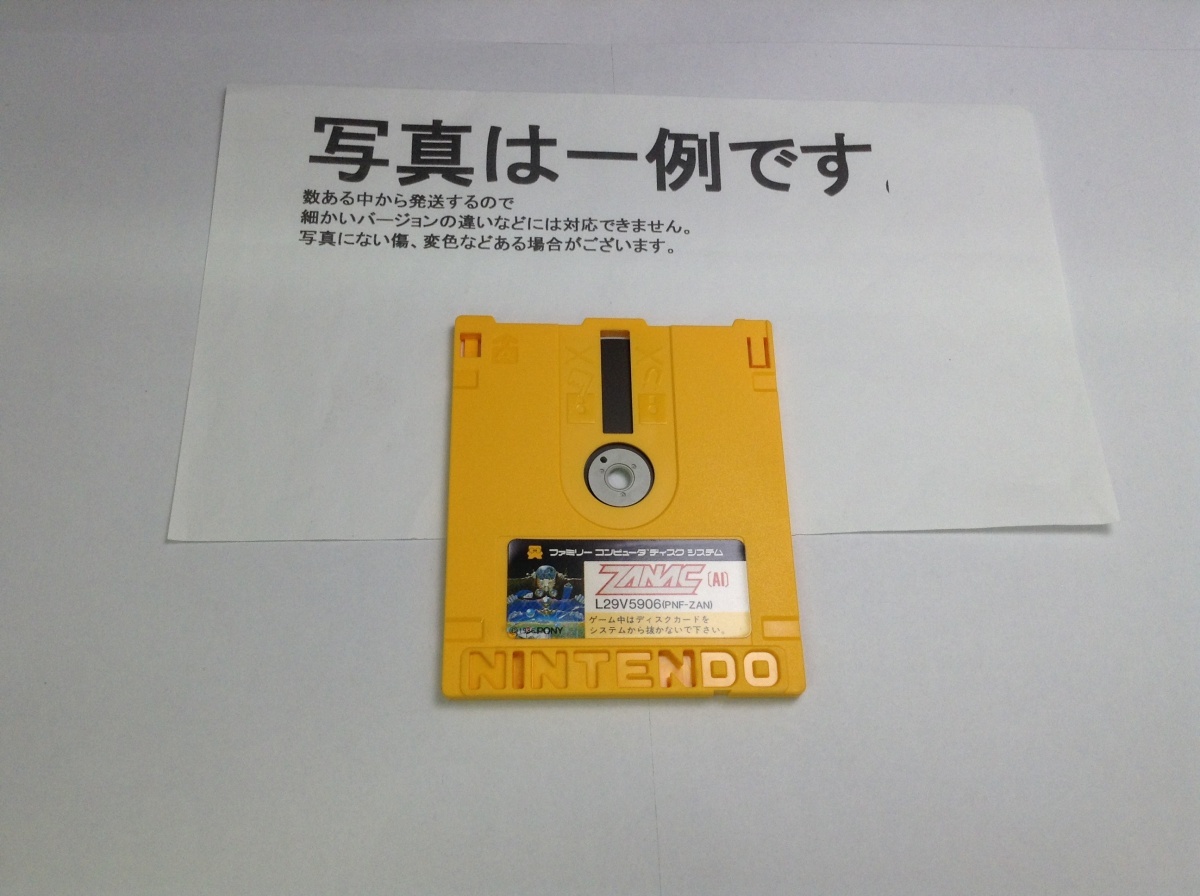 写真は一例です。
数ある中から発送するので
細かいバージョンの違いなどには対応できません。
写真にない傷、変色などある場合がございます。
ファミリー コンピュータ ディスク システム
ZANAC [AI]
L29V5906(PNF-ZAN)
PONY
ゲーム中はディスクカードを
システムから抜かないで下さい。
NINTENDO